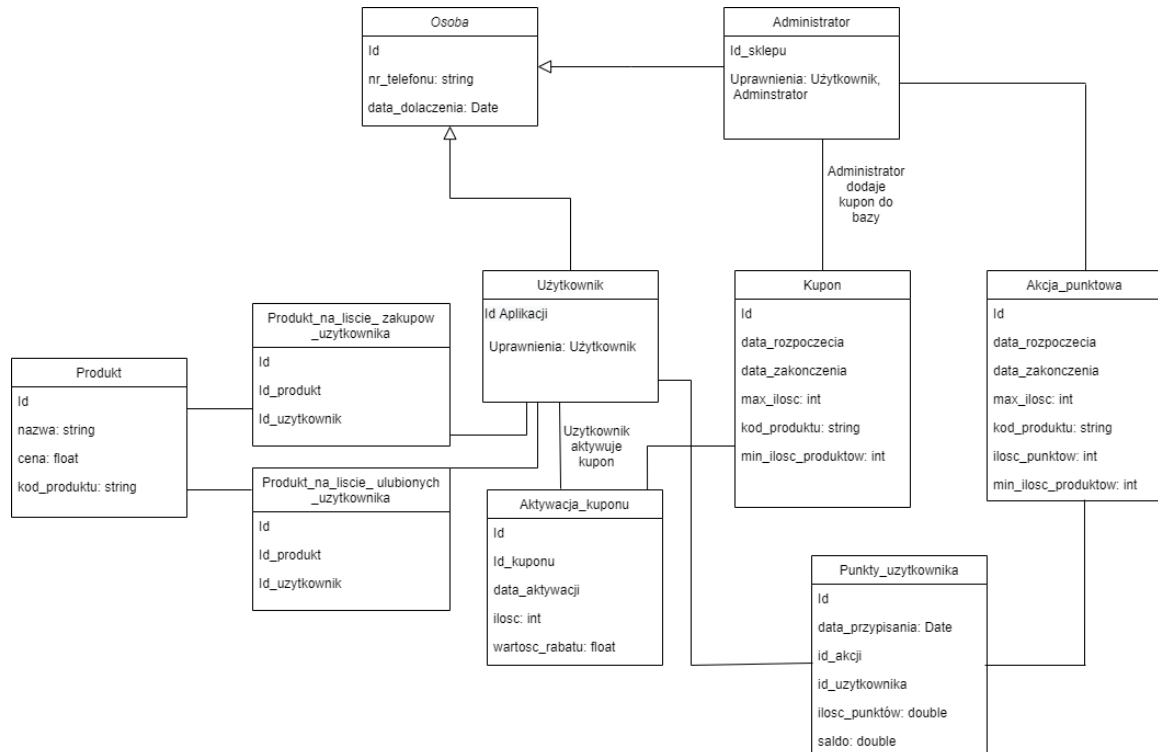 Osoba
Id
nr_telefonu: string
data_dolaczenia: Date
Administrator
Id_sklepu
Uprawnienia: Użytkownik,
Adminstrator
Administrator
dodaje
kupon do
bazy
Użytkownik
Id Aplikacji
Uprawnienia: Użytkownik
Kupon
Id
data_rozpoczecia
data_zakonczenia
max_ilosc: int
kod_produktu: string
min_ilosc_produktow: int
Akcja_punktowa
Id
data_rozpoczecia
data_zakonczenia
max_ilosc: int
kod_produktu: string
ilosc_punktow: int
min_ilosc_produktow: int
Produkt_na_liscie_ zakupow
_uzytkownika
Id
Id_produkt
Id_uzytkownik
Produkt
Id
nazwa: string
cena: float
kod_produktu: string
Uzytkownik
aktywuje
kupon
Produkt_na_liscie_ ulubionych
_uzytkownika
Id
Id_produkt
Id_uzytkownik
Aktywacja_kuponu
Id
Id_kuponu
data_aktywacji
ilosc: int
wartosc_rabatu: float
Punkty_uzytkownika
Id
data_przypisania: Date
id_akcji
id_uzytkownika
ilosc_punktów: double
saldo: double